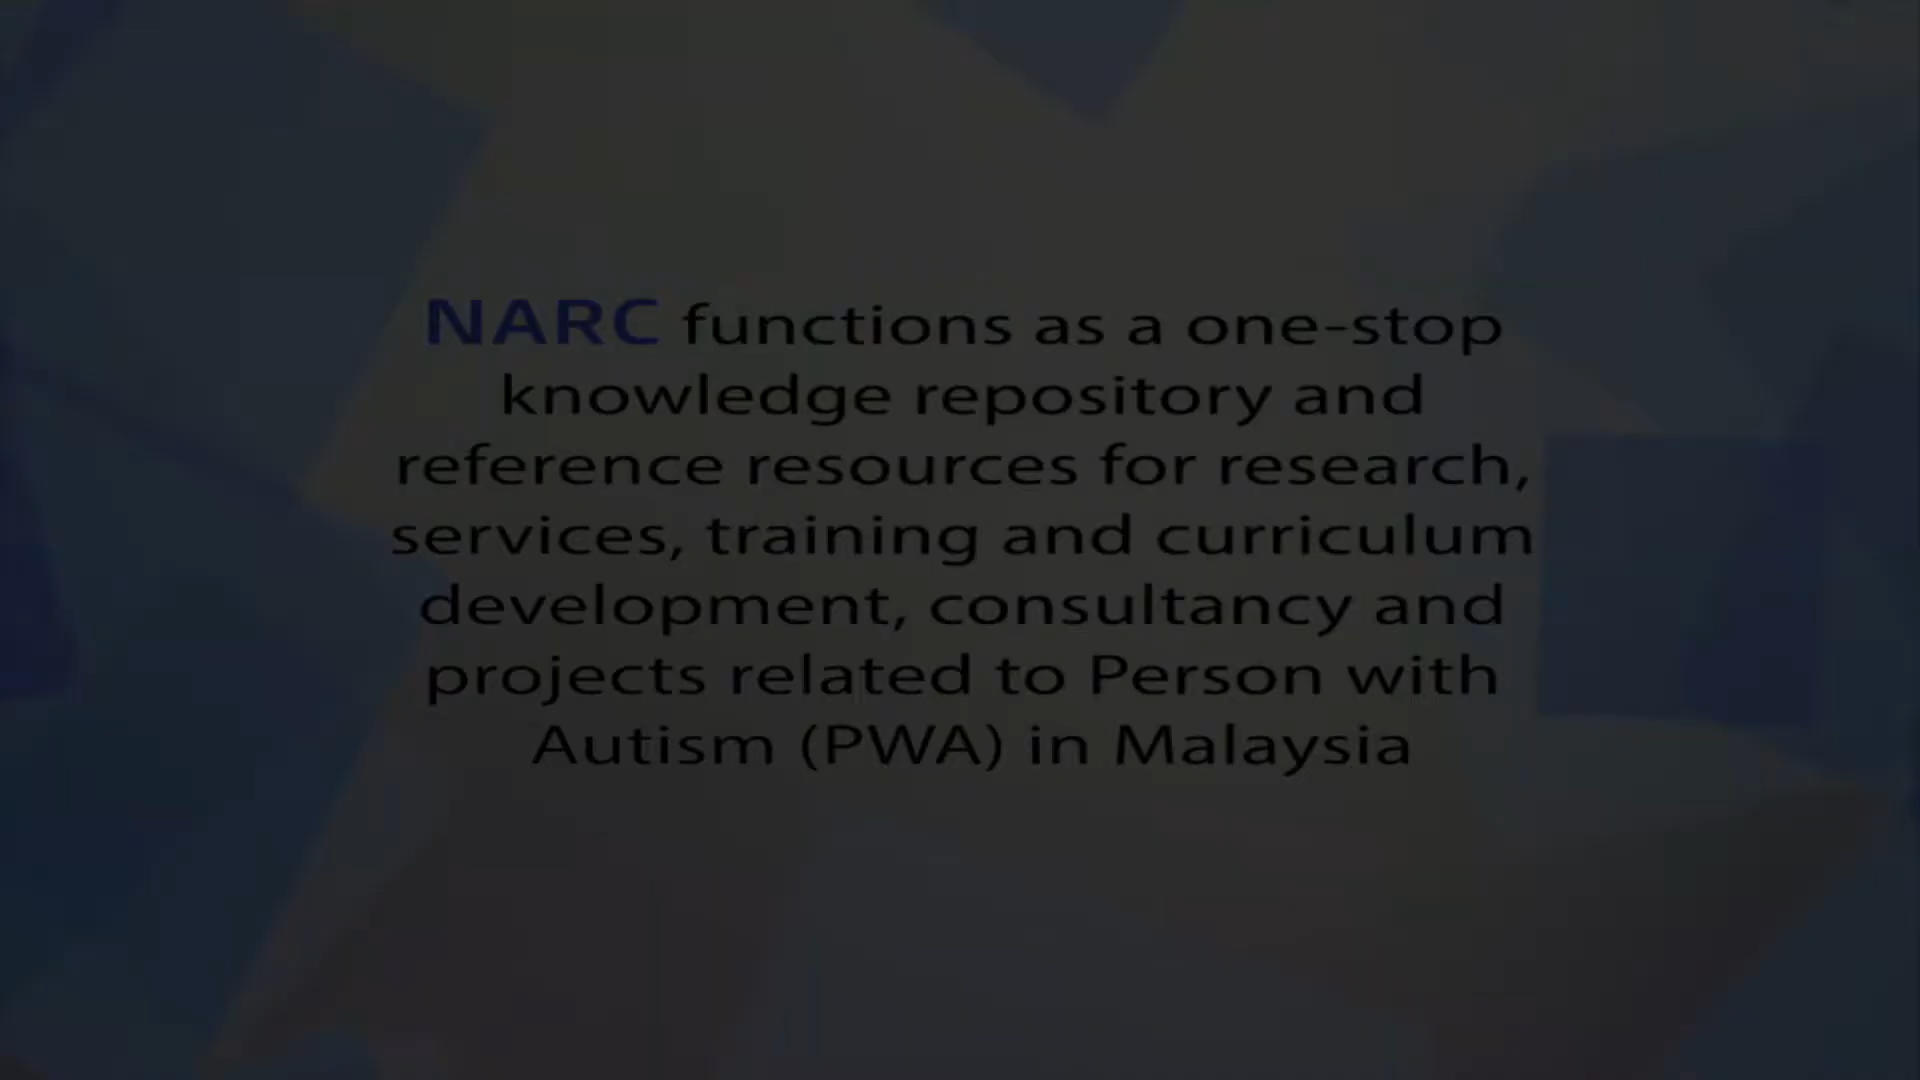 NARC functions as a one-stop
knowledge repository and
reference resources for research,
services, training and curriculum
development, consultancy and
projects related to Person with
Autism (PWA) in Malaysia